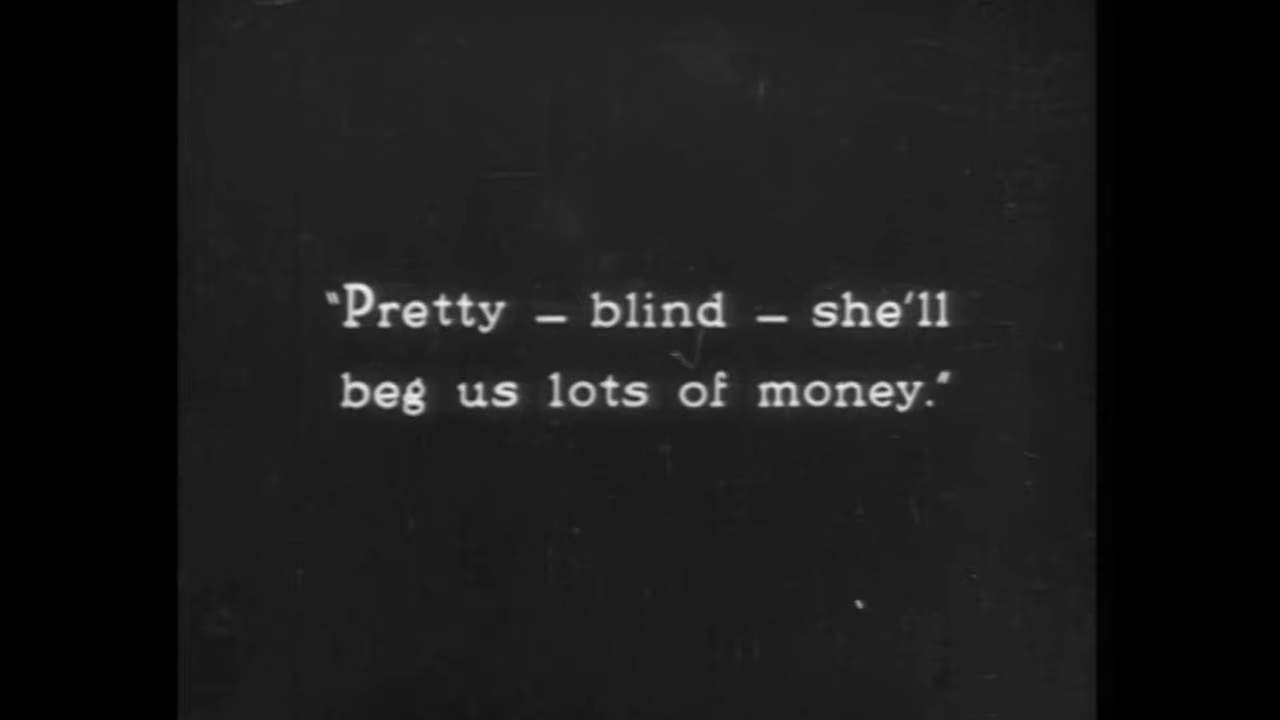 "Pretty – blind – she'll
beg us lots of money."